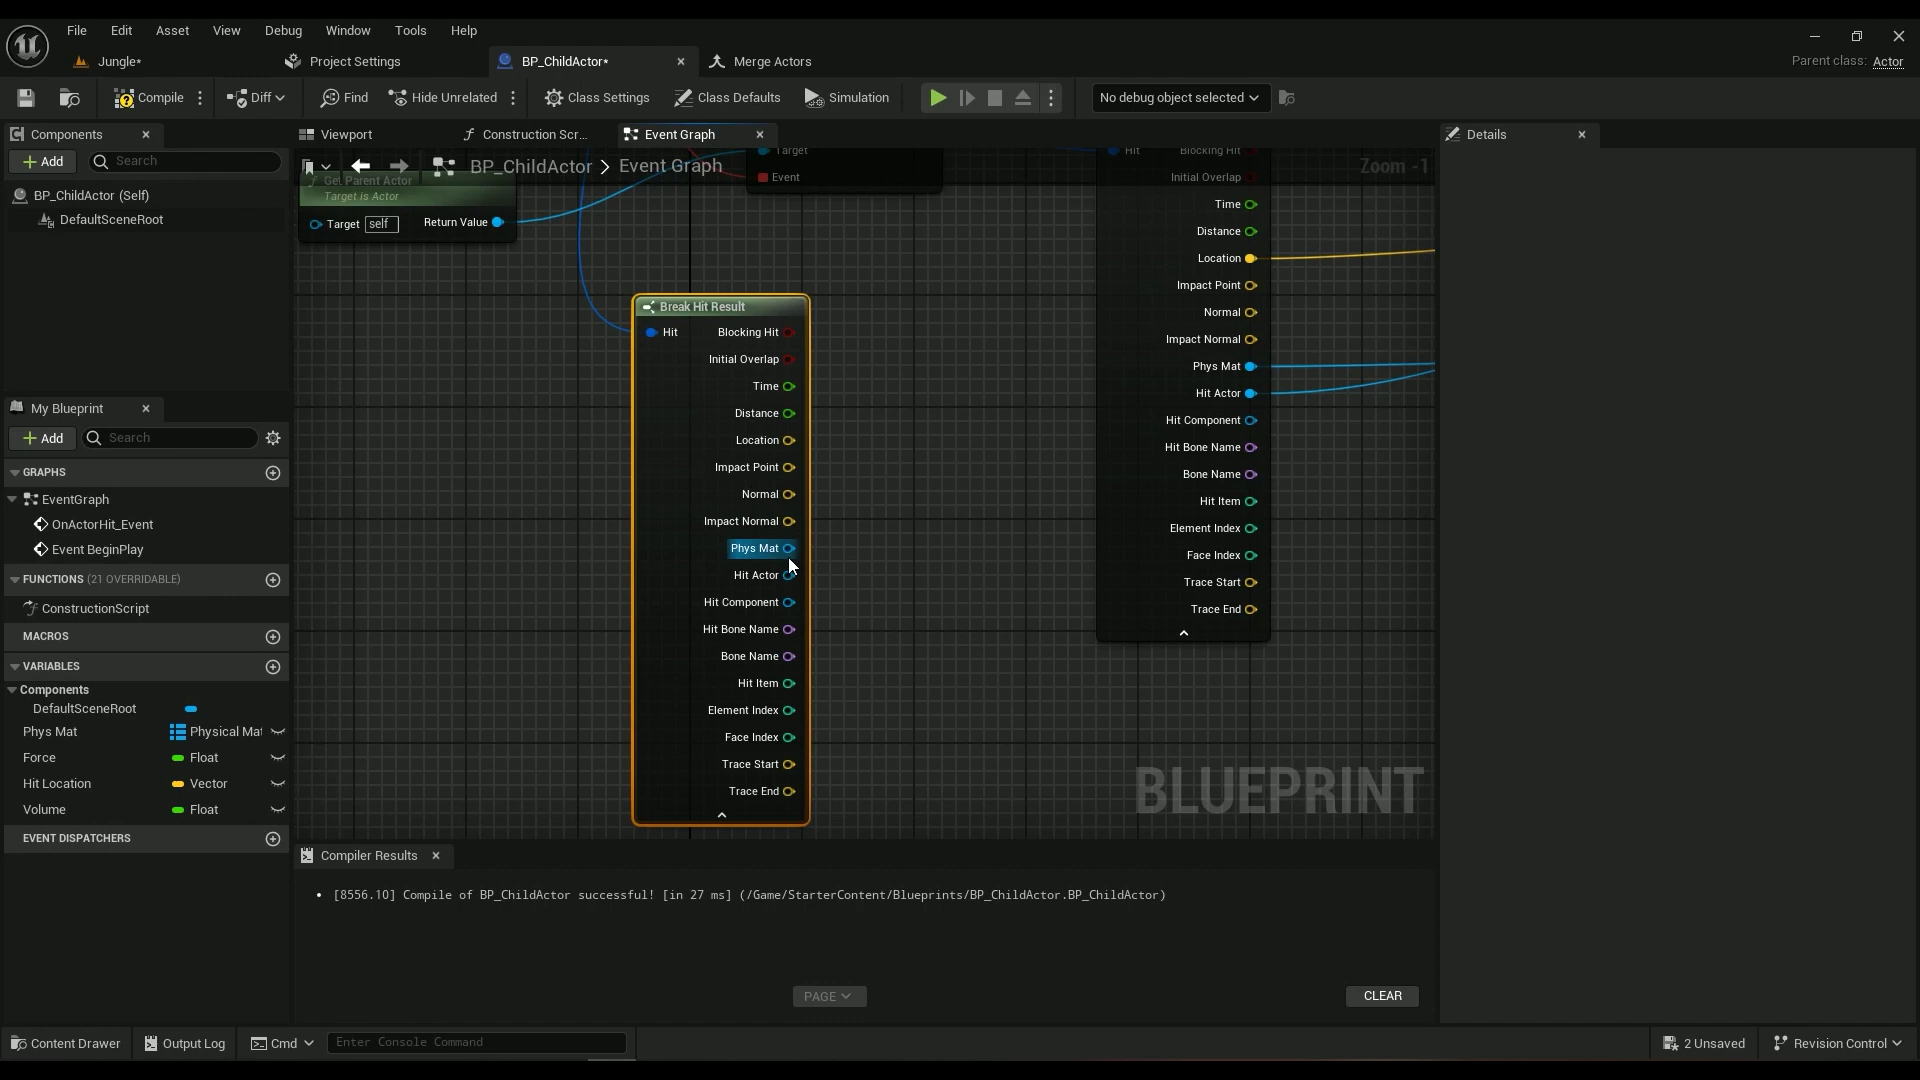 File Edit Asset View Debug Window Tools Help
Jungle* Project Settings BP_ChildActor* Merge Actors Parent class: Actor
Compile Diff Find Hide Unrelated Class Settings Class Defaults Simulation No debug object selected
Components Viewport Construction Scr... Event Graph Details
Add Search
BP_ChildActor > Event Graph Zoom -1
BP_ChildActor (Self)
DefaultSceneRoot
Get Parent Actor
Target is Actor
Target self Return Value
Target
Event
Hit Blocking Hit
Initial Overlap
Time
Distance
Location
Impact Point
Normal
Impact Normal
Phys Mat
Hit Actor
Hit Component
Hit Bone Name
Bone Name
Hit Item
Element Index
Face Index
Trace Start
Trace End
Break Hit Result
Hit Blocking Hit
Initial Overlap
Time
Distance
Location
Impact Point
Normal
Impact Normal
Phys Mat
Hit Actor
Hit Component
Hit Bone Name
Bone Name
Hit Item
Element Index
Face Index
Trace Start
Trace End
BLUEPRINT
My Blueprint
Add Search
GRAPHS
EventGraph
OnActorHit_Event
Event BeginPlay
FUNCTIONS (21 OVERRIDABLE)
ConstructionScript
MACROS
VARIABLES
Components
DefaultSceneRoot
Phys Mat Physical Mat
Force Float
Hit Location Vector
Volume Float
EVENT DISPATCHERS
Compiler Results
[8556.10] Compile of BP_ChildActor successful! [in 27 ms] (/Game/StarterContent/Blueprints/BP_ChildActor.BP_ChildActor)
PAGE CLEAR
Content Drawer Output Log Cmd Enter Console Command 2 Unsaved Revision Control